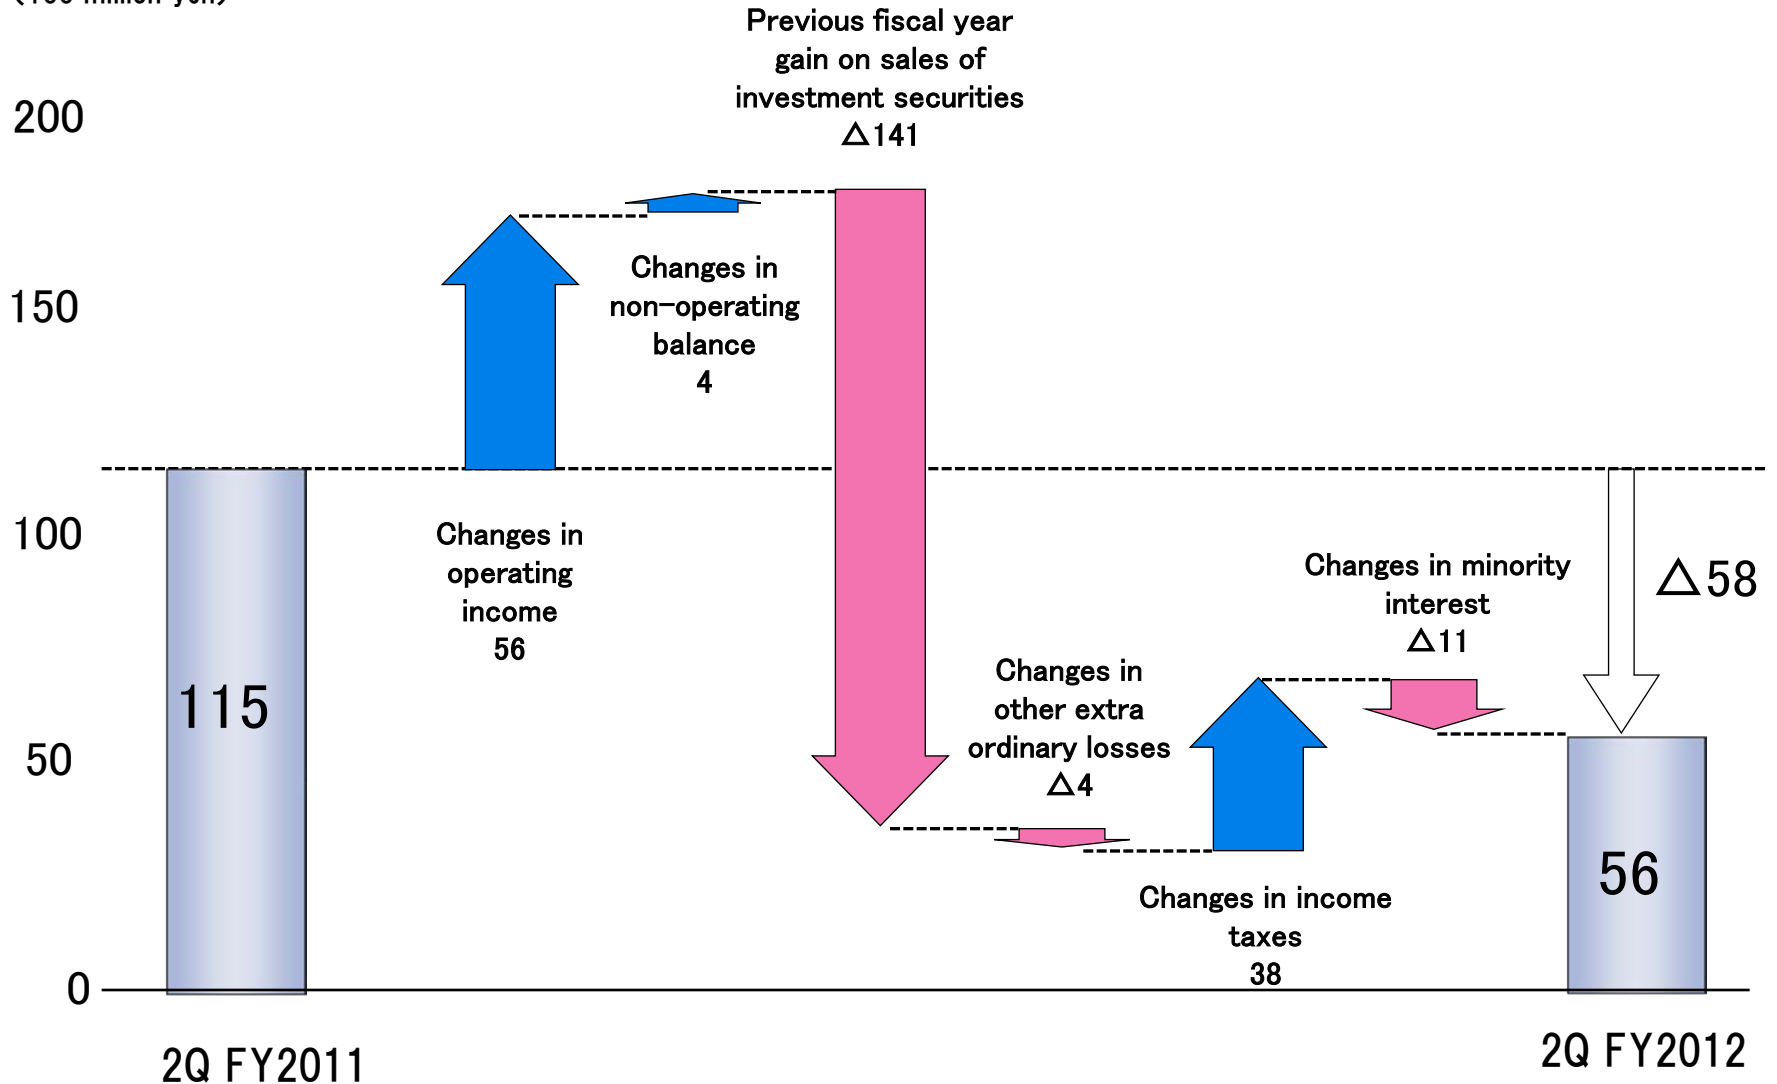 Previous fiscal year
gain on sales of
investment securities
△141
200
150
100
50
0
Changes in
non-operating
balance
4
Changes in
operating
income
56
115
Changes in
other extra
ordinary losses
△4
Changes in income
taxes
38
Changes in minority
interest
△11
△58
56
2Q FY2011
2Q FY2012